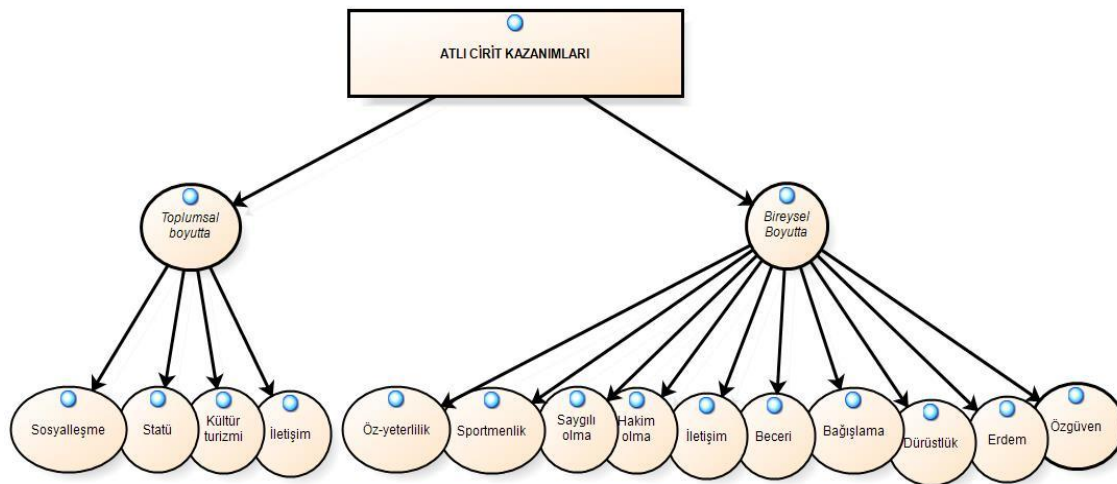 ATLI CİRİT KAZANIMLARI
Toplumsal
boyutta
Bireysel
Boyutta
Sosyalleşme
Statü
Kültür
turizmi
İletişim
Öz-yeterlilik
Sportmenlik
Saygılı
olma
Hakim
olma
İletişim
Beceri
Bağışlama
Dürüstlük
Erdem
Özgüven